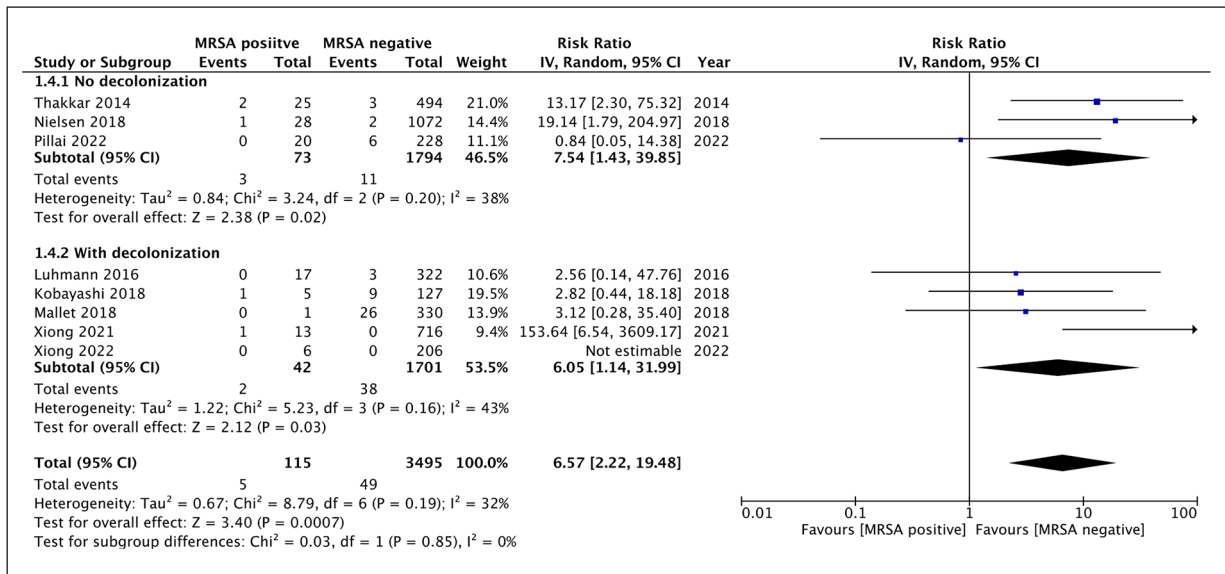 MRSA posiitve MRSA negative Risk Ratio Risk Ratio
Study or Subgroup Events Total Events Total Weight IV, Random, 95% CI Year IV, Random, 95% CI
1.4.1 No decolonization
Thakkar 2014 2 25 3 494 21.0% 13.17 [2.30, 75.32] 2014
Nielsen 2018 1 28 2 1072 14.4% 19.14 [1.79, 204.97] 2018
Pillai 2022 0 20 6 228 11.1% 0.84 [0.05, 14.38] 2022
Subtotal (95% CI) 73 1794 46.5% 7.54 [1.43, 39.85]
Total events 3 11
Heterogeneity: Tau² = 0.84; Chi² = 3.24, df = 2 (P = 0.20); I² = 38%
Test for overall effect: Z = 2.38 (P = 0.02)
1.4.2 With decolonization
Luhmann 2016 0 17 3 322 10.6% 2.56 [0.14, 47.76] 2016
Kobayashi 2018 1 5 9 127 19.5% 2.82 [0.44, 18.18] 2018
Mallet 2018 0 1 26 330 13.9% 3.12 [0.28, 35.40] 2018
Xiong 2021 1 13 0 716 9.4% 153.64 [6.54, 3609.17] 2021
Xiong 2022 0 6 0 206 Not estimable 2022
Subtotal (95% CI) 42 1701 53.5% 6.05 [1.14, 31.99]
Total events 2 38
Heterogeneity: Tau² = 1.22; Chi² = 5.23, df = 3 (P = 0.16); I² = 43%
Test for overall effect: Z = 2.12 (P = 0.03)
Total (95% CI) 115 3495 100.0% 6.57 [2.22, 19.48]
Total events 5 49
Heterogeneity: Tau² = 0.67; Chi² = 8.79, df = 6 (P = 0.19); I² = 32%
Test for overall effect: Z = 3.40 (P = 0.0007)
Test for subgroup differences: Chi² = 0.03, df = 1 (P = 0.85), I² = 0%
0.01 0.1 1 10 100
Favours [MRSA positive] Favours [MRSA negative]